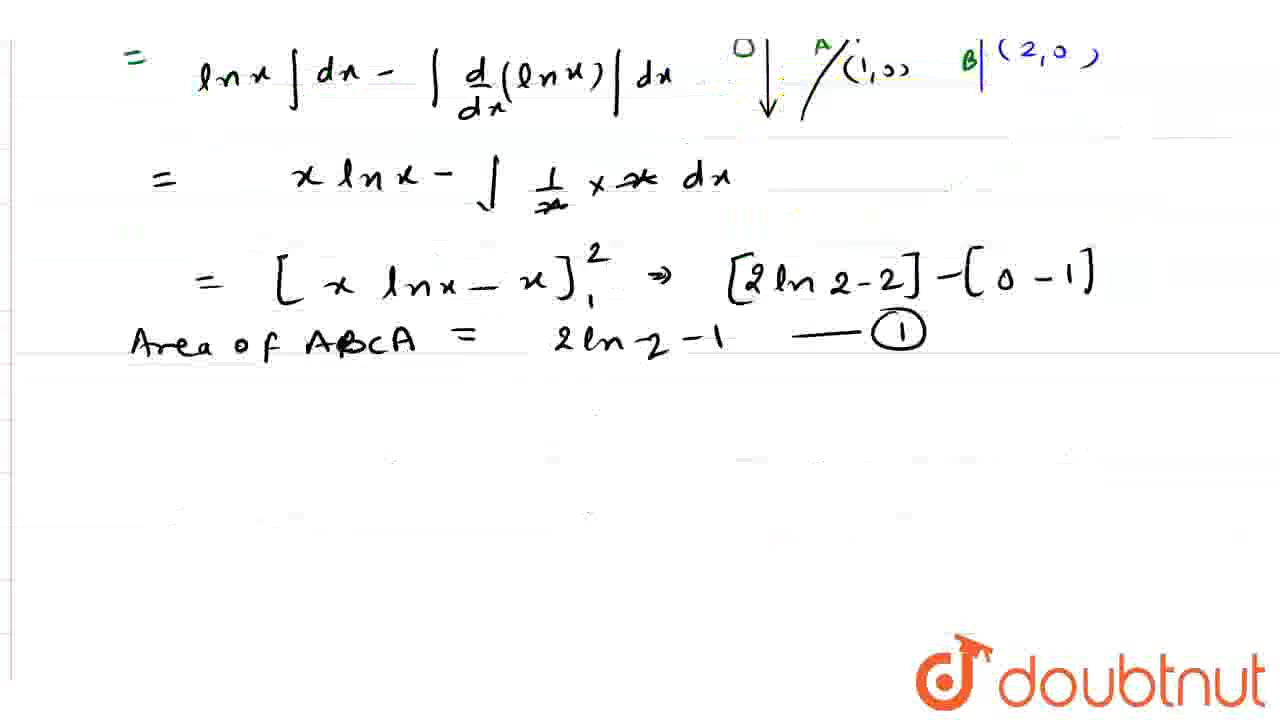 = ln x ∫ dx - ∫ d/dx (ln x) ∫ dx
O A (1,0) B (2,0)
= x ln x - ∫ 1/x × x dx
= [x ln x - x]₁² ⇒ [2 ln 2 - 2] - [0 - 1]
Area of ABCA = 2 ln 2 - 1 —— ①
doubtnut